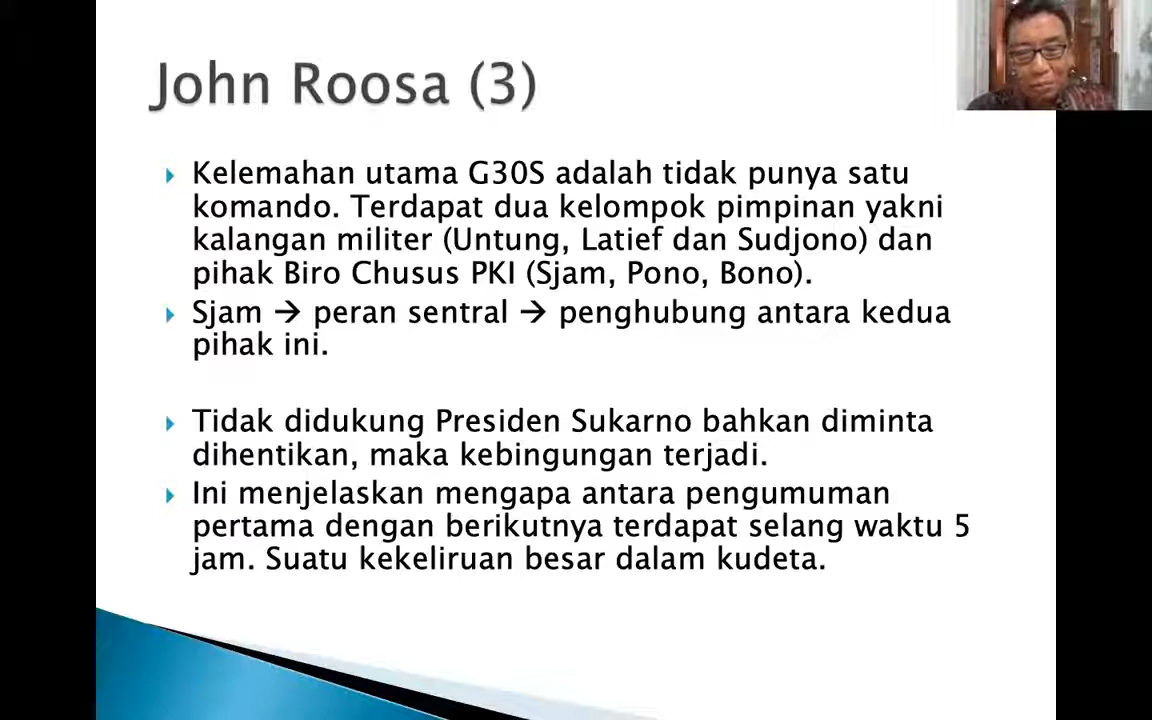 John Roosa (3)
Kelemahan utama G30S adalah tidak punya satu
komando. Terdapat dua kelompok pimpinan yakni
kalangan militer (Untung, Latief dan Sudjono) dan
pihak Biro Chusus PKI (Sjam, Pono, Bono).
Sjam → peran sentral → penghubung antara kedua
pihak ini.
Tidak didukung Presiden Sukarno bahkan diminta
dihentikan, maka kebingungan terjadi.
Ini menjelaskan mengapa antara pengumuman
pertama dengan berikutnya terdapat selang waktu 5
jam. Suatu kekeliruan besar dalam kudeta.